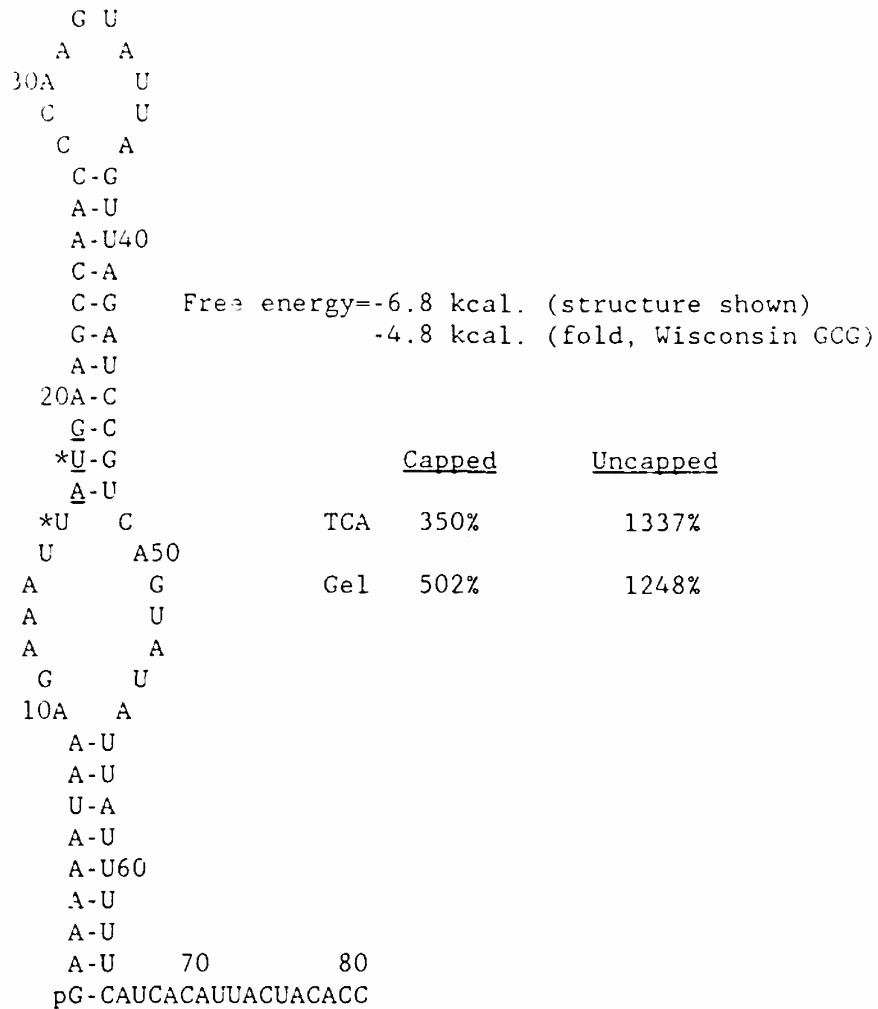 G U
A A
30A U
C U
C A
C-G
A-U
A-U40
C-A
C-G Free energy=-6.8 kcal. (structure shown)
G-A -4.8 kcal. (fold, Wisconsin GCG)
A-U
20A-C
G-C
*U-G Capped Uncapped
A-U
*U C TCA 350% 1337%
U A50
A G Gel 502% 1248%
A U
A A
G U
10A A
A-U
A-U
U-A
A-U
A-U60
A-U
A-U
A-U 70 80
pG-CAUCACAUUACUACACC